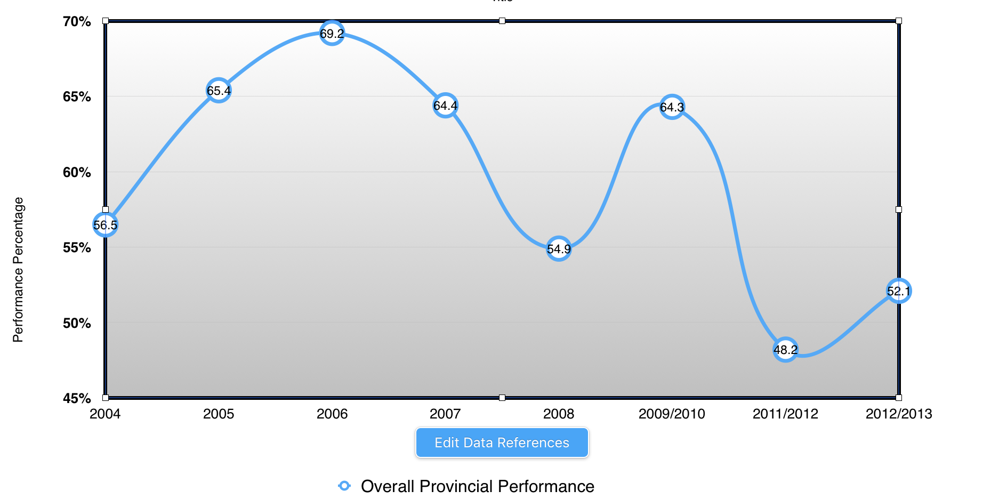 Title
70%
69.2
65.4
65%
64.4
64.3
60%
56.5
55%
54.9
52.1
50%
48.2
45%
Performance Percentage
2004 2005 2006 2007 2008 2009/2010 2011/2012 2012/2013
Edit Data References
Overall Provincial Performance